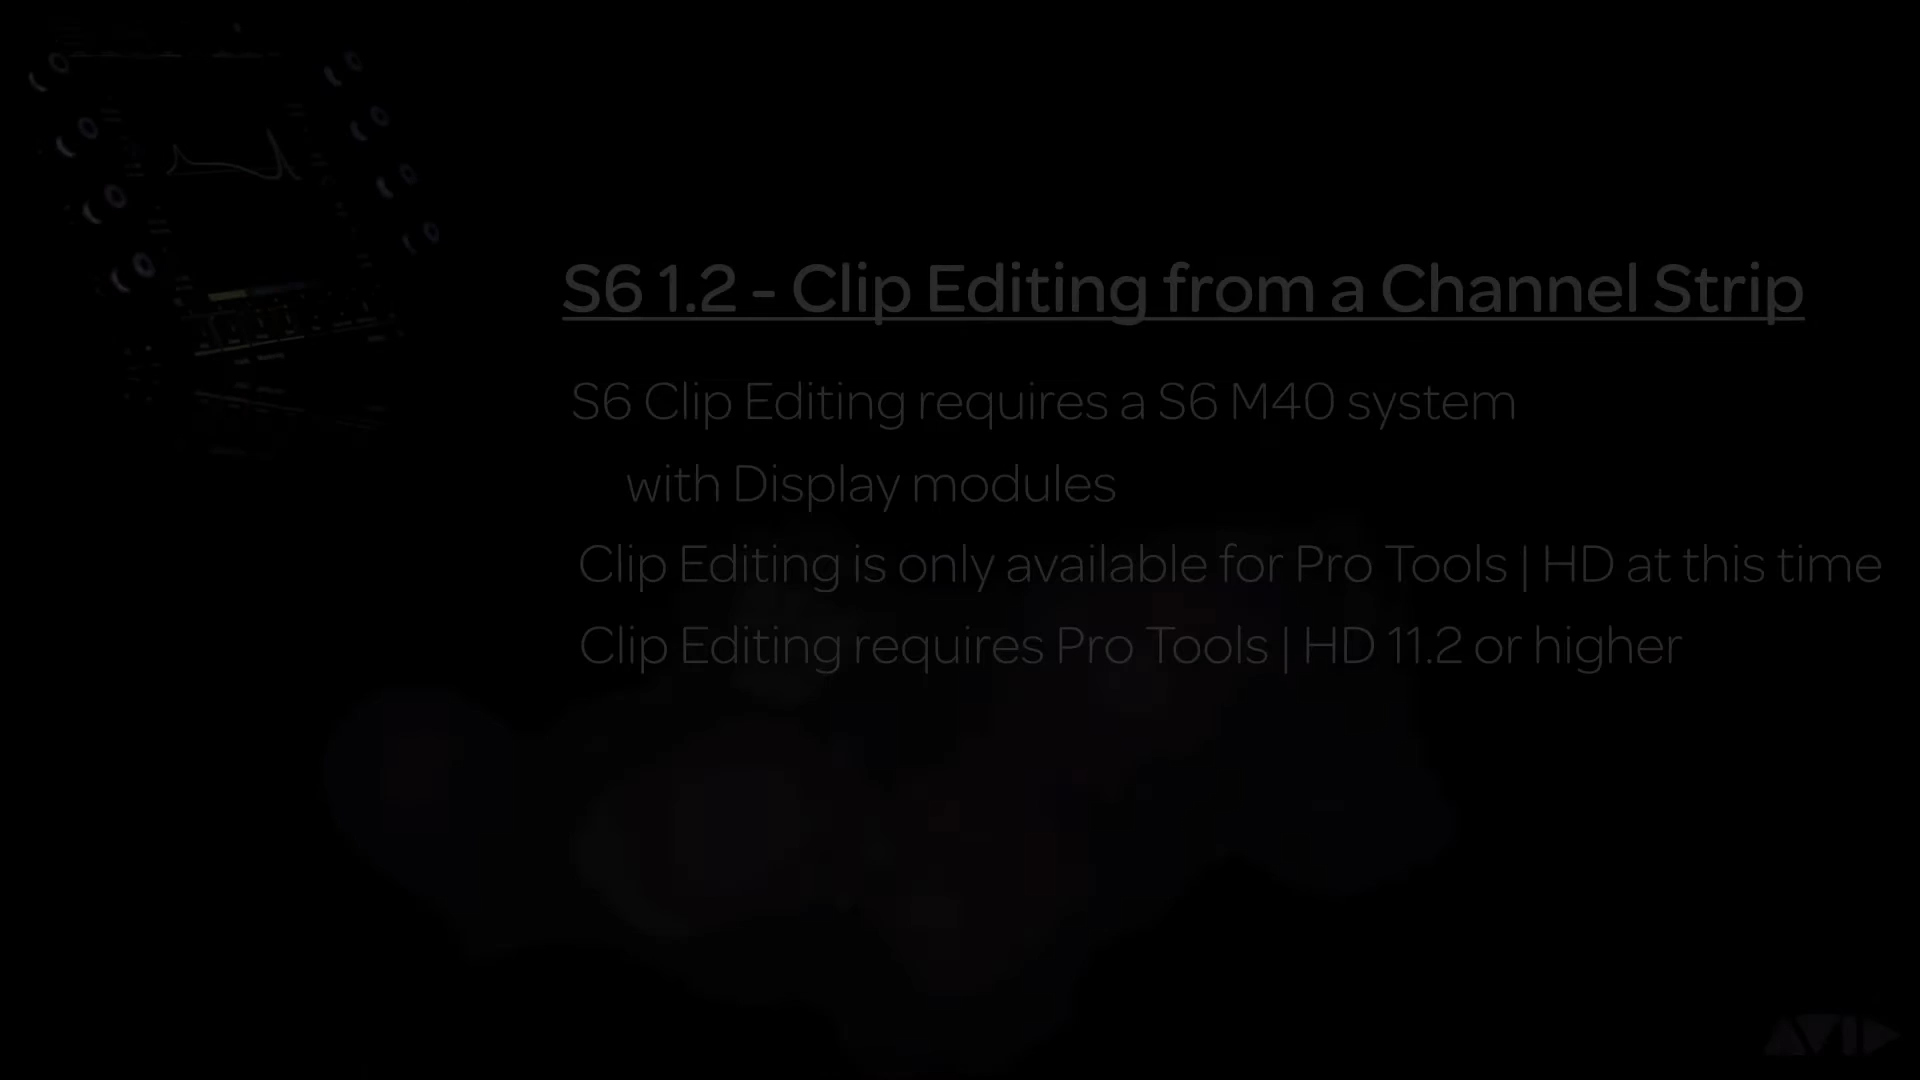 S6 1.2 - Clip Editing from a Channel Strip
S6 Clip Editing requires a S6 M40 system
with Display modules
Clip Editing is only available for Pro Tools | HD at this time
Clip Editing requires Pro Tools | HD 11.2 or higher
AVID